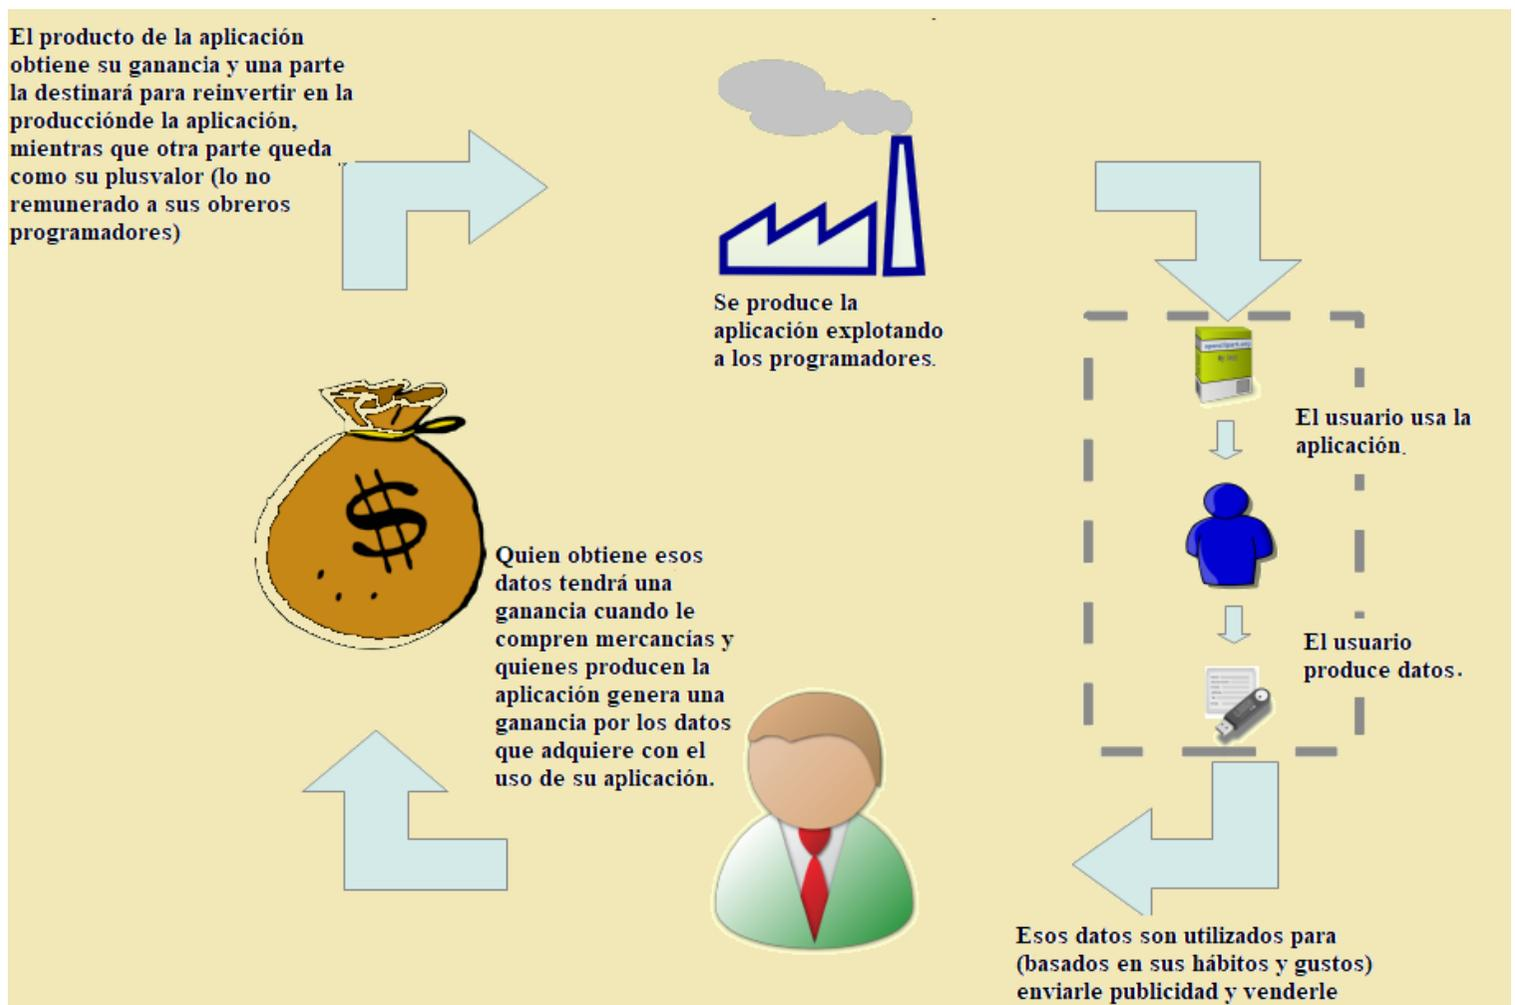 El producto de la aplicación
obtiene su ganancia y una parte
la destinará para reinvertir en la
producciónde la aplicación,
mientras que otra parte queda
como su plusvalor (lo no
remunerado a sus obreros
programadores)
Se produce la
aplicación explotando
a los programadores.
openclipart.org
El usuario usa la
aplicación.
El usuario
produce datos.
Quien obtiene esos
datos tendrá una
ganancia cuando le
compren mercancías y
quienes producen la
aplicación genera una
ganancia por los datos
que adquiere con el
uso de su aplicación.
$
Esos datos son utilizados para
(basados en sus hábitos y gustos)
enviarle publicidad y venderle